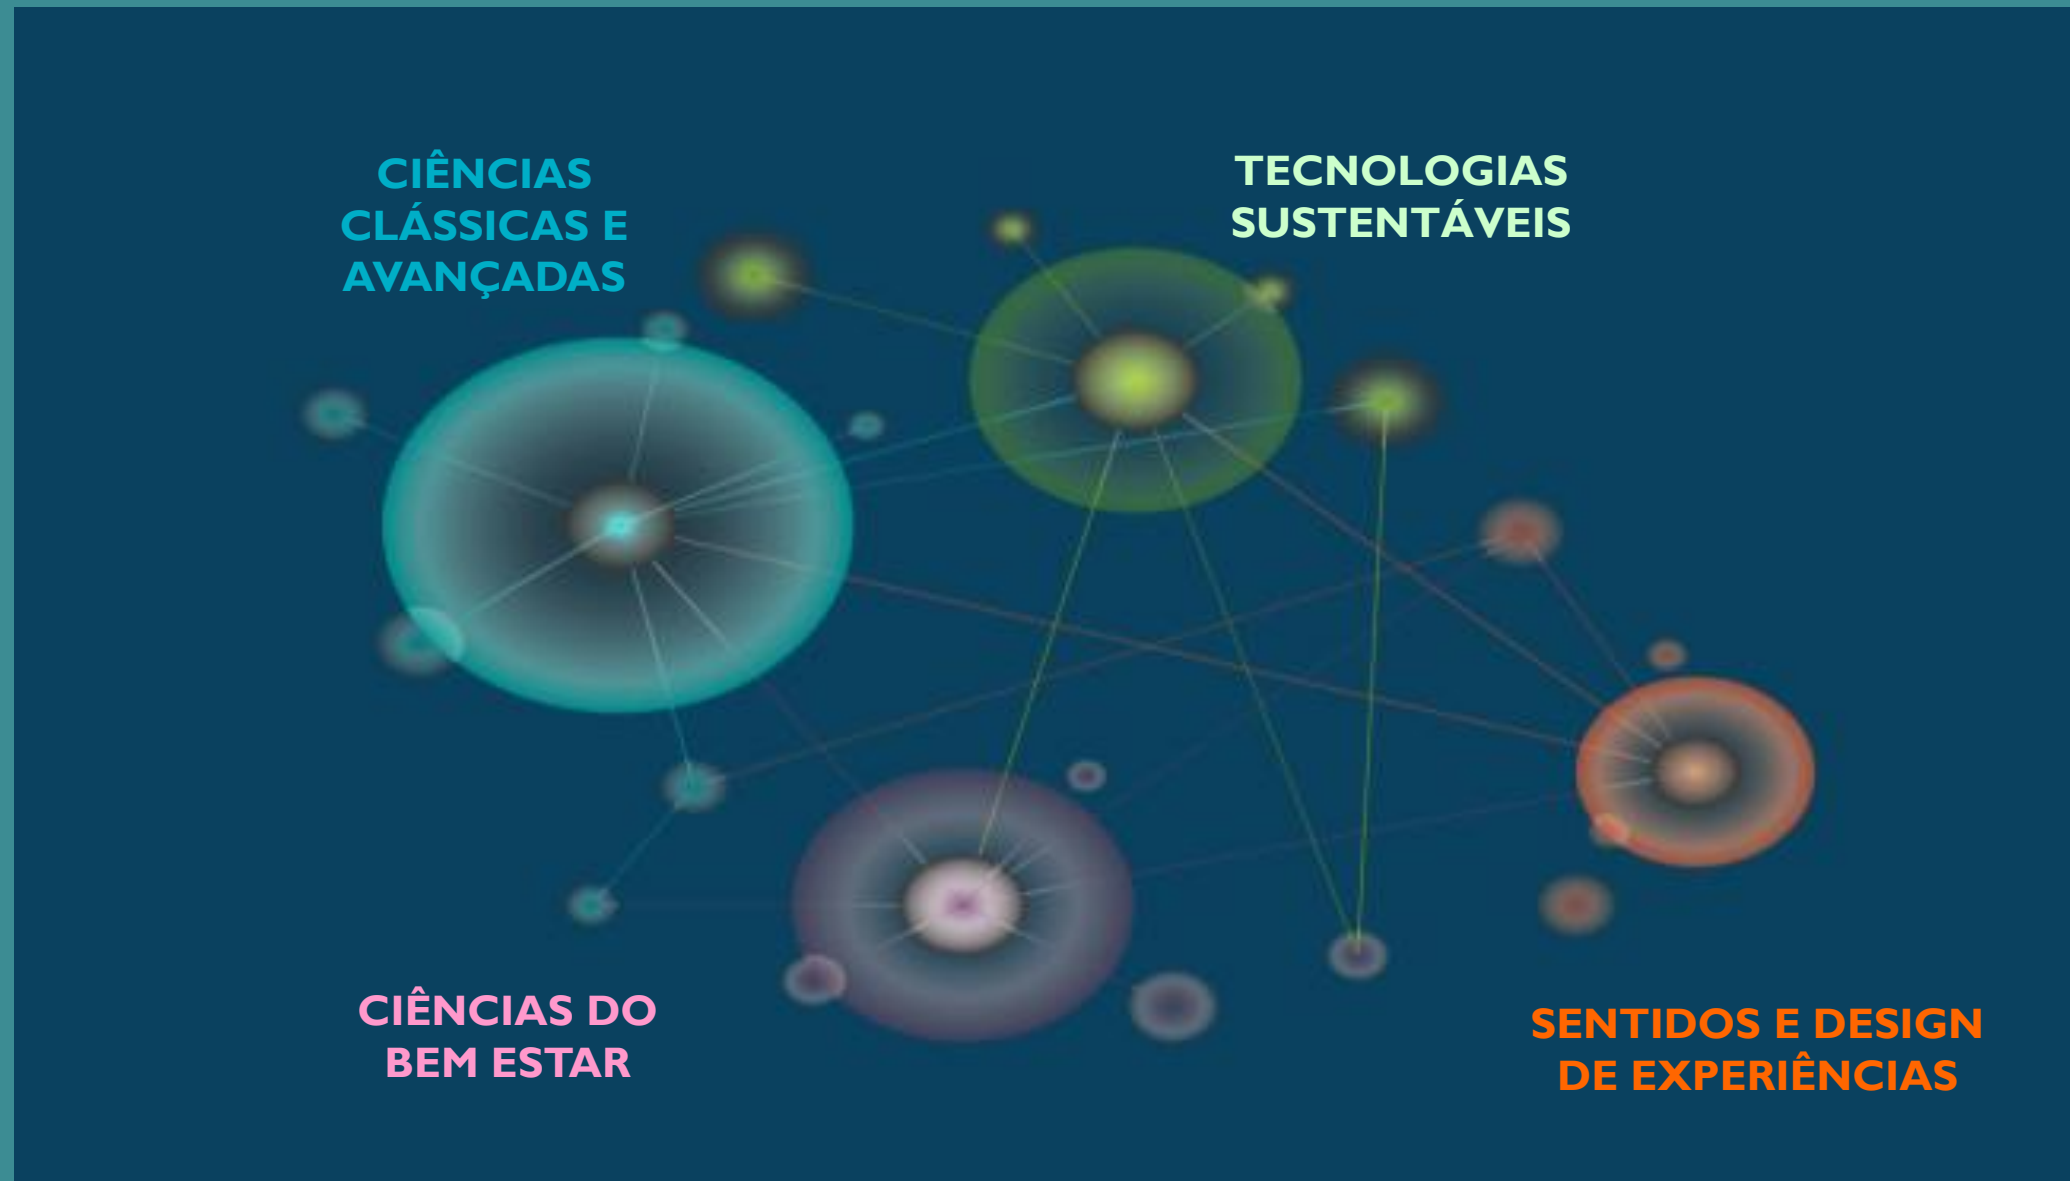 CIÊNCIAS
CLÁSSICAS E
AVANÇADAS
TECNOLOGIAS
SUSTENTÁVEIS
CIÊNCIAS DO
BEM ESTAR
SENTIDOS E DESIGN
DE EXPERIÊNCIAS